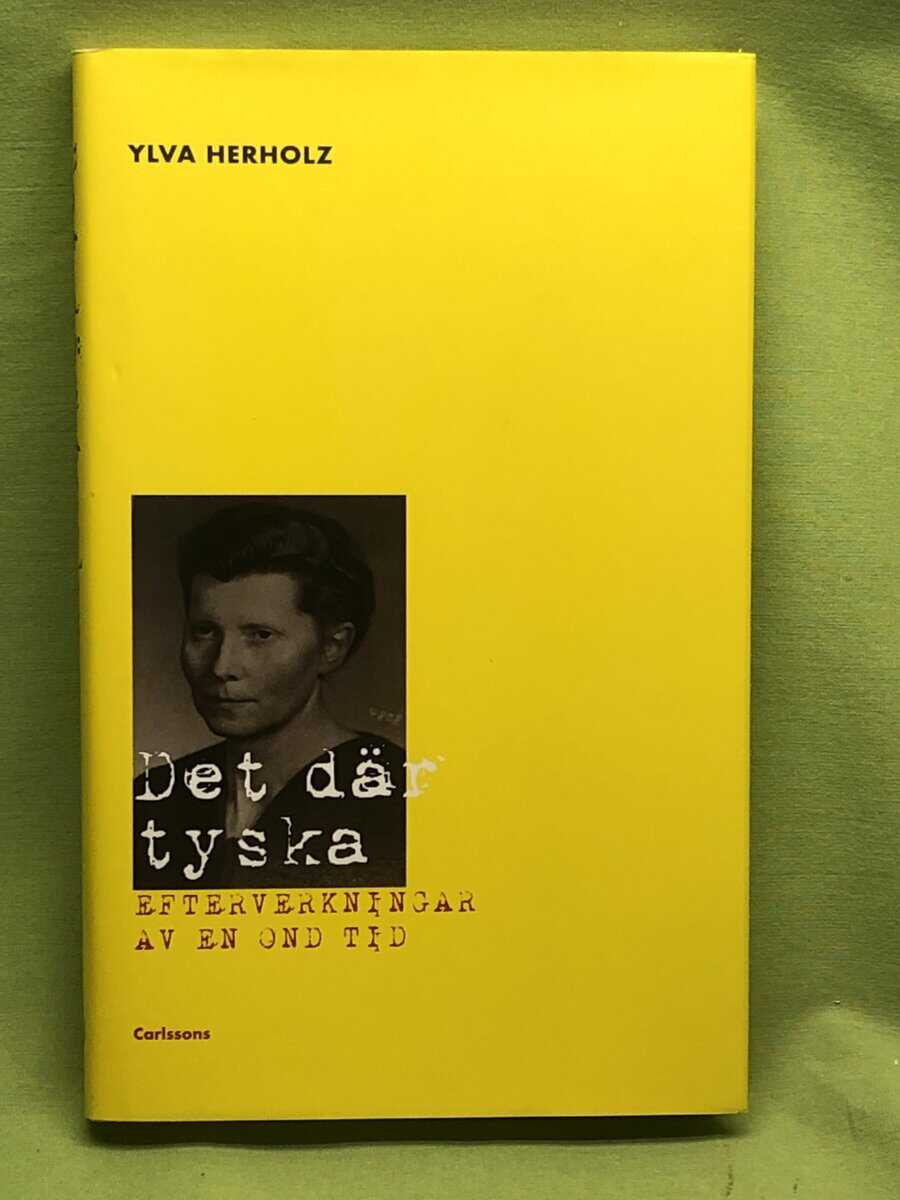 YLVA HERHOLZ
Det där
tyska
EFTERVERKNINGAR
AV EN OND TID
Carlssons